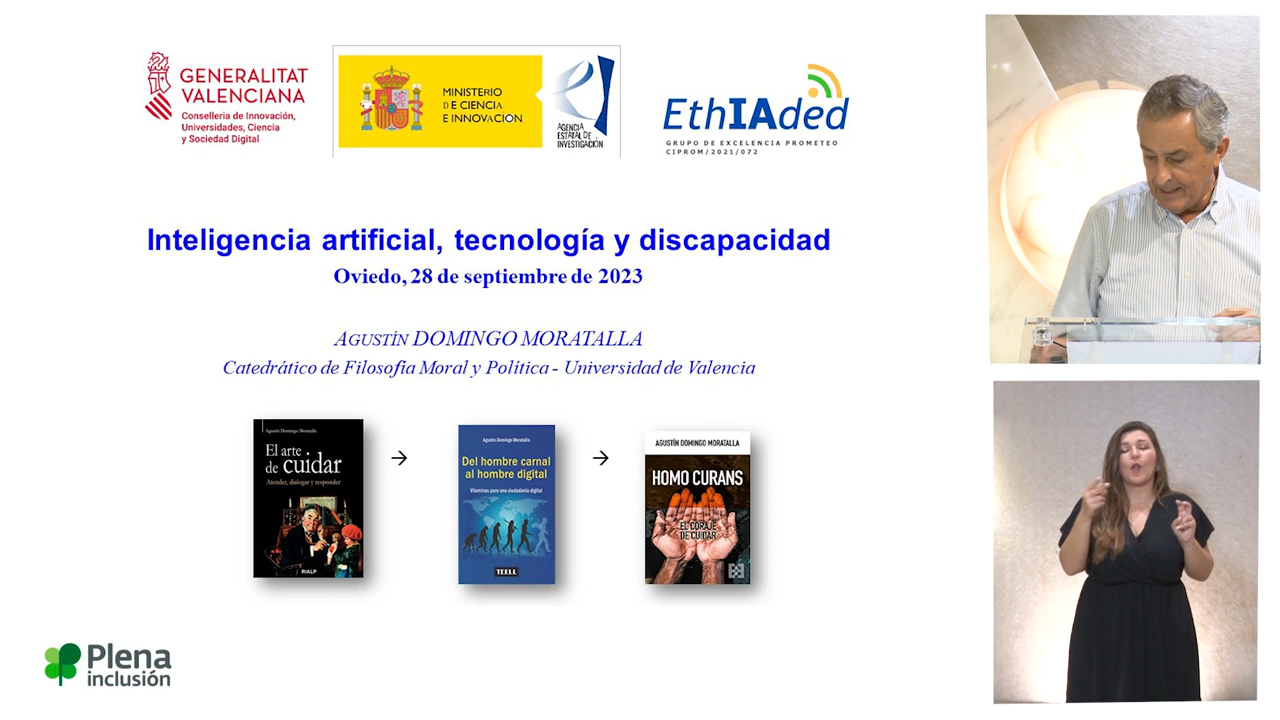 GENERALITAT
VALENCIANA
Conselleria de Innovación,
Universidades, Ciencia
y Sociedad Digital
MINISTERIO
DE CIENCIA
E INNOVACIÓN
AGENCIA
ESTATAL DE
INVESTIGACIÓN
EthIAded
GRUPO DE EXCELENCIA PROMETEO
CIPROM/2021/072
Inteligencia artificial, tecnología y discapacidad
Oviedo, 28 de septiembre de 2023
AGUSTÍN DOMINGO MORATALLA
Catedrático de Filosofía Moral y Política - Universidad de Valencia
Agustín Domingo Moratalla
El arte
de cuidar
Atender, dialogar y responder
RIALP
→
Agustín Domingo Moratalla
Del hombre carnal
al hombre digital
Vitaminas para una ciudadanía digital
TEELL
→
AGUSTÍN DOMINGO MORATALLA
HOMO CURANS
EL CORAJE
DE CUIDAR
Plena
inclusión